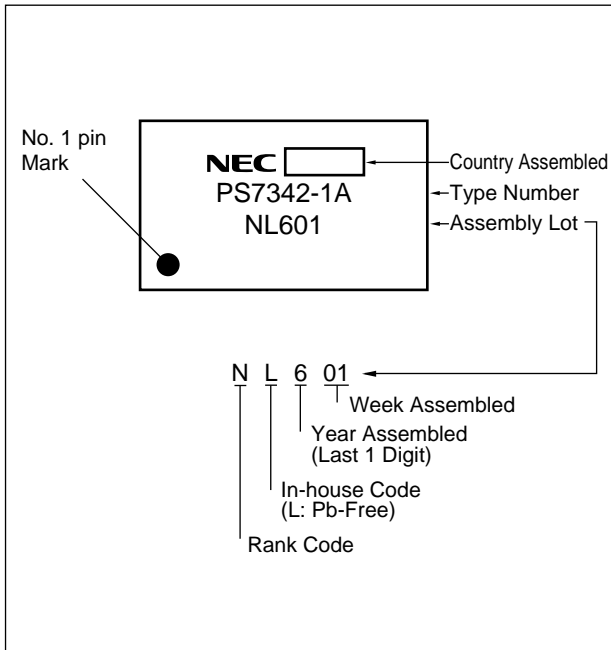 No. 1 pin
Mark
NEC
Country Assembled
PS7342-1A
Type Number
NL601
Assembly Lot
N L 6 01
Week Assembled
Year Assembled
(Last 1 Digit)
In-house Code
(L: Pb-Free)
Rank Code